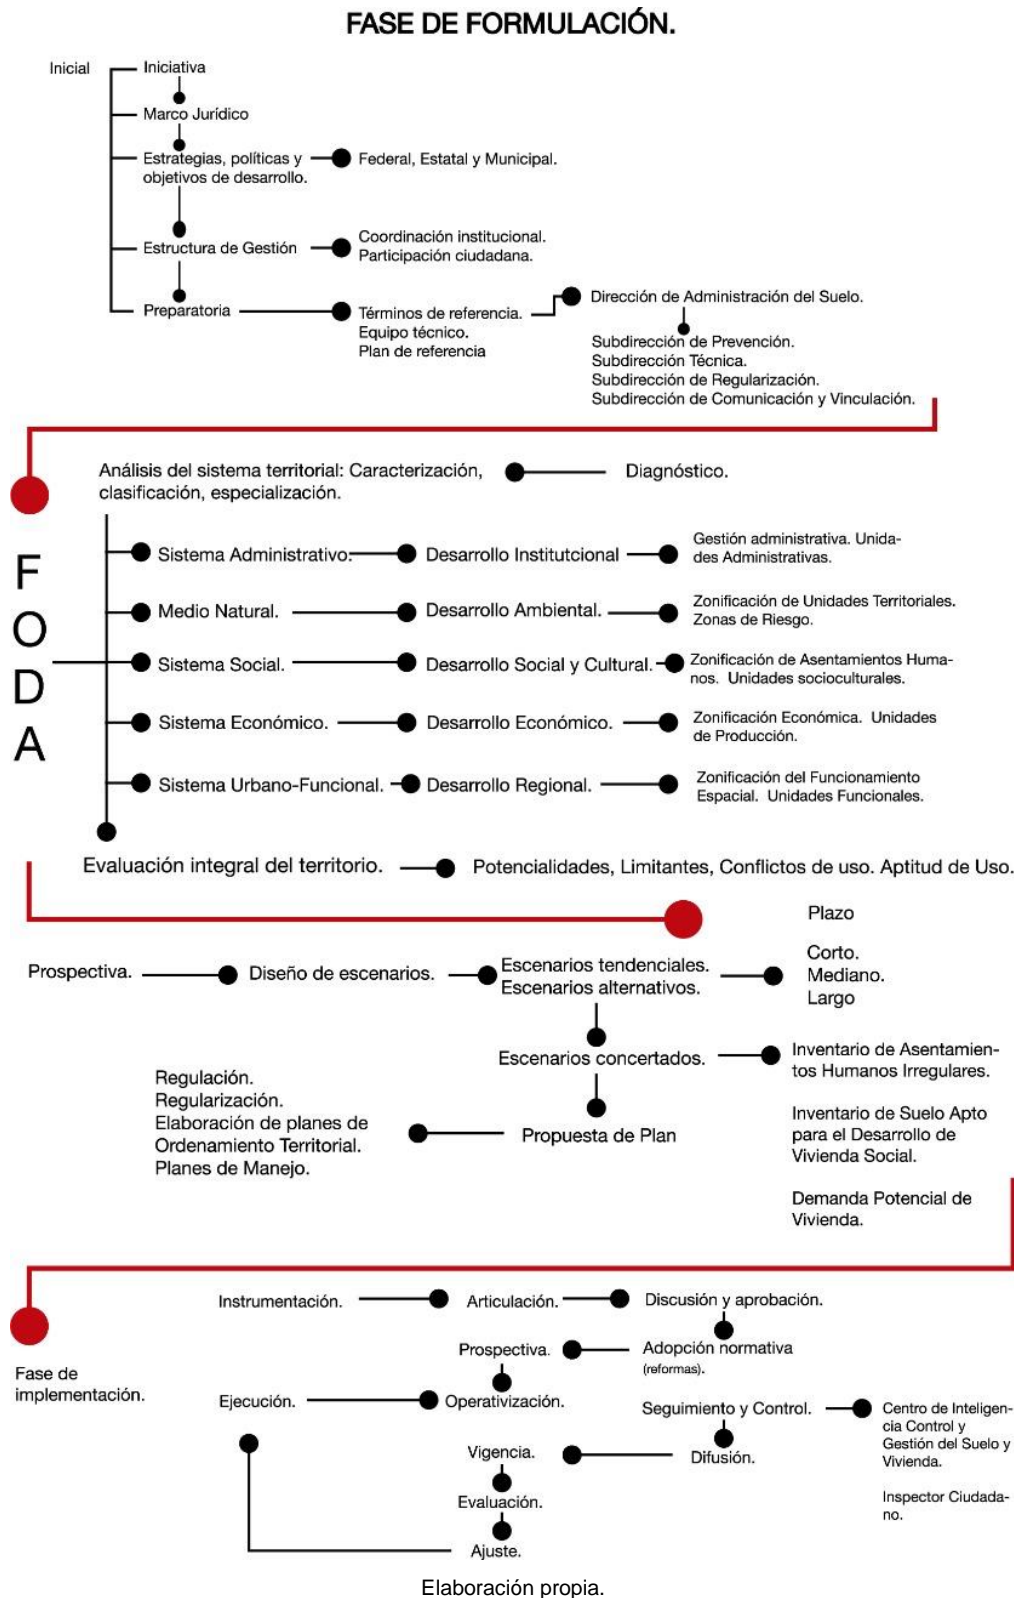 FASE DE FORMULACIÓN.
Inicial
Iniciativa
Marco Jurídico
Estrategias, políticas y
objetivos de desarrollo.
Federal, Estatal y Municipal.
Estructura de Gestión
Coordinación institucional.
Participación ciudadana.
Preparatoria
Términos de referencia.
Equipo técnico.
Plan de referencia
Dirección de Administración del Suelo.
Subdirección de Prevención.
Subdirección Técnica.
Subdirección de Regularización.
Subdirección de Comunicación y Vinculación.
Análisis del sistema territorial: Caracterización,
clasificación, especialización.
Diagnóstico.
F
O
D
A
Sistema Administrativo.
Desarrollo Institutcional
Gestión administrativa. Unida-
des Administrativas.
Medio Natural.
Desarrollo Ambiental.
Zonificación de Unidades Territoriales.
Zonas de Riesgo.
Sistema Social.
Desarrollo Social y Cultural.
Zonificación de Asentamientos Huma-
nos. Unidades socioculturales.
Sistema Económico.
Desarrollo Económico.
Zonificación Económica. Unidades
de Producción.
Sistema Urbano-Funcional.
Desarrollo Regional.
Zonificación del Funcionamiento
Espacial. Unidades Funcionales.
Evaluación integral del territorio.
Potencialidades, Limitantes, Conflictos de uso. Aptitud de Uso.
Prospectiva.
Diseño de escenarios.
Escenarios tendenciales.
Escenarios alternativos.
Plazo
Corto.
Mediano.
Largo
Escenarios concertados.
Inventario de Asentamien-
tos Humanos Irregulares.
Inventario de Suelo Apto
para el Desarrollo de
Vivienda Social.
Demanda Potencial de
Vivienda.
Propuesta de Plan
Regulación.
Regularización.
Elaboración de planes de
Ordenamiento Territorial.
Planes de Manejo.
Fase de
implementación.
Instrumentación.
Articulación.
Discusión y aprobación.
Adopción normativa
(reformas).
Prospectiva.
Ejecución.
Operativización.
Seguimiento y Control.
Centro de Inteligen-
cia Control y
Gestión del Suelo y
Vivienda.
Inspector Ciudada-
no.
Difusión.
Vigencia.
Evaluación.
Ajuste.
Elaboración propia.